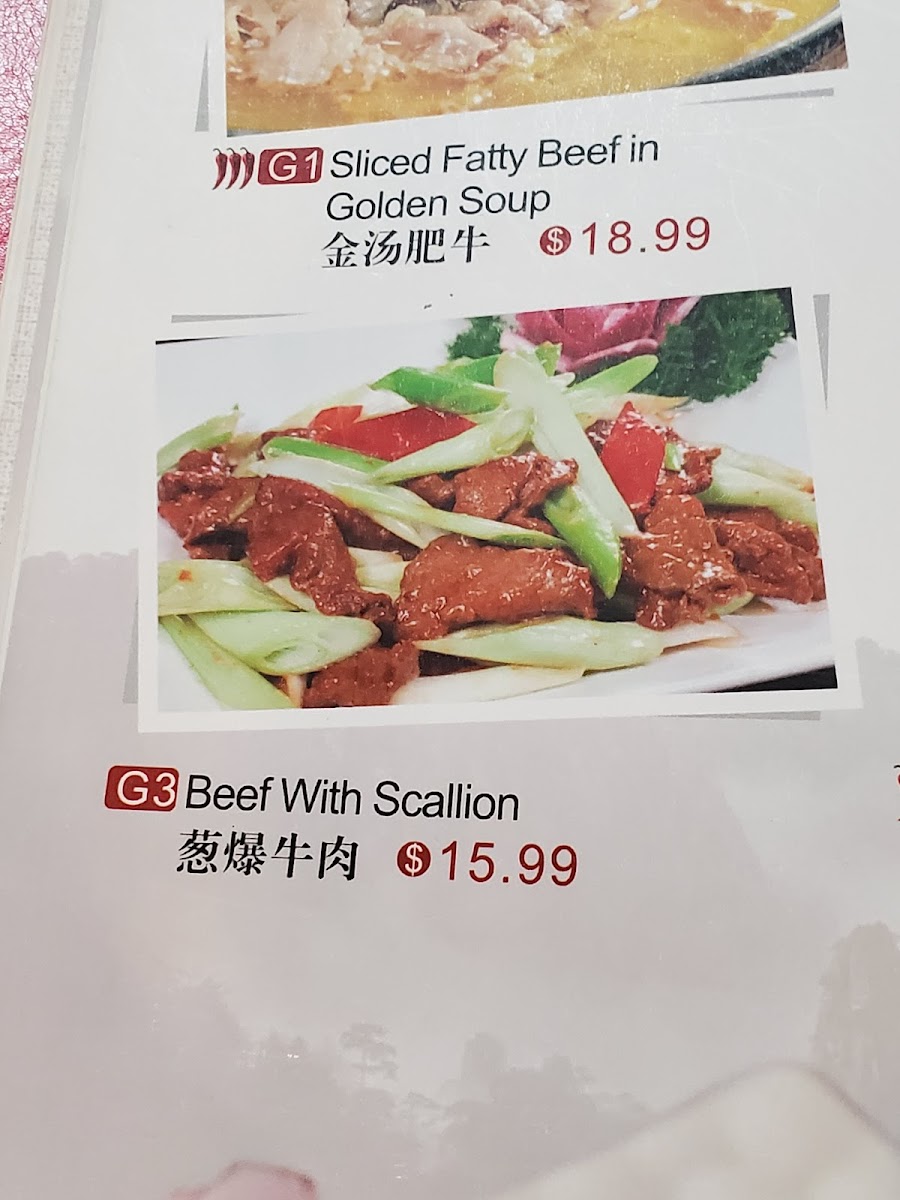 G1 Sliced Fatty Beef in
Golden Soup
金汤肥牛 $18.99
G3 Beef With Scallion
葱爆牛肉 $15.99